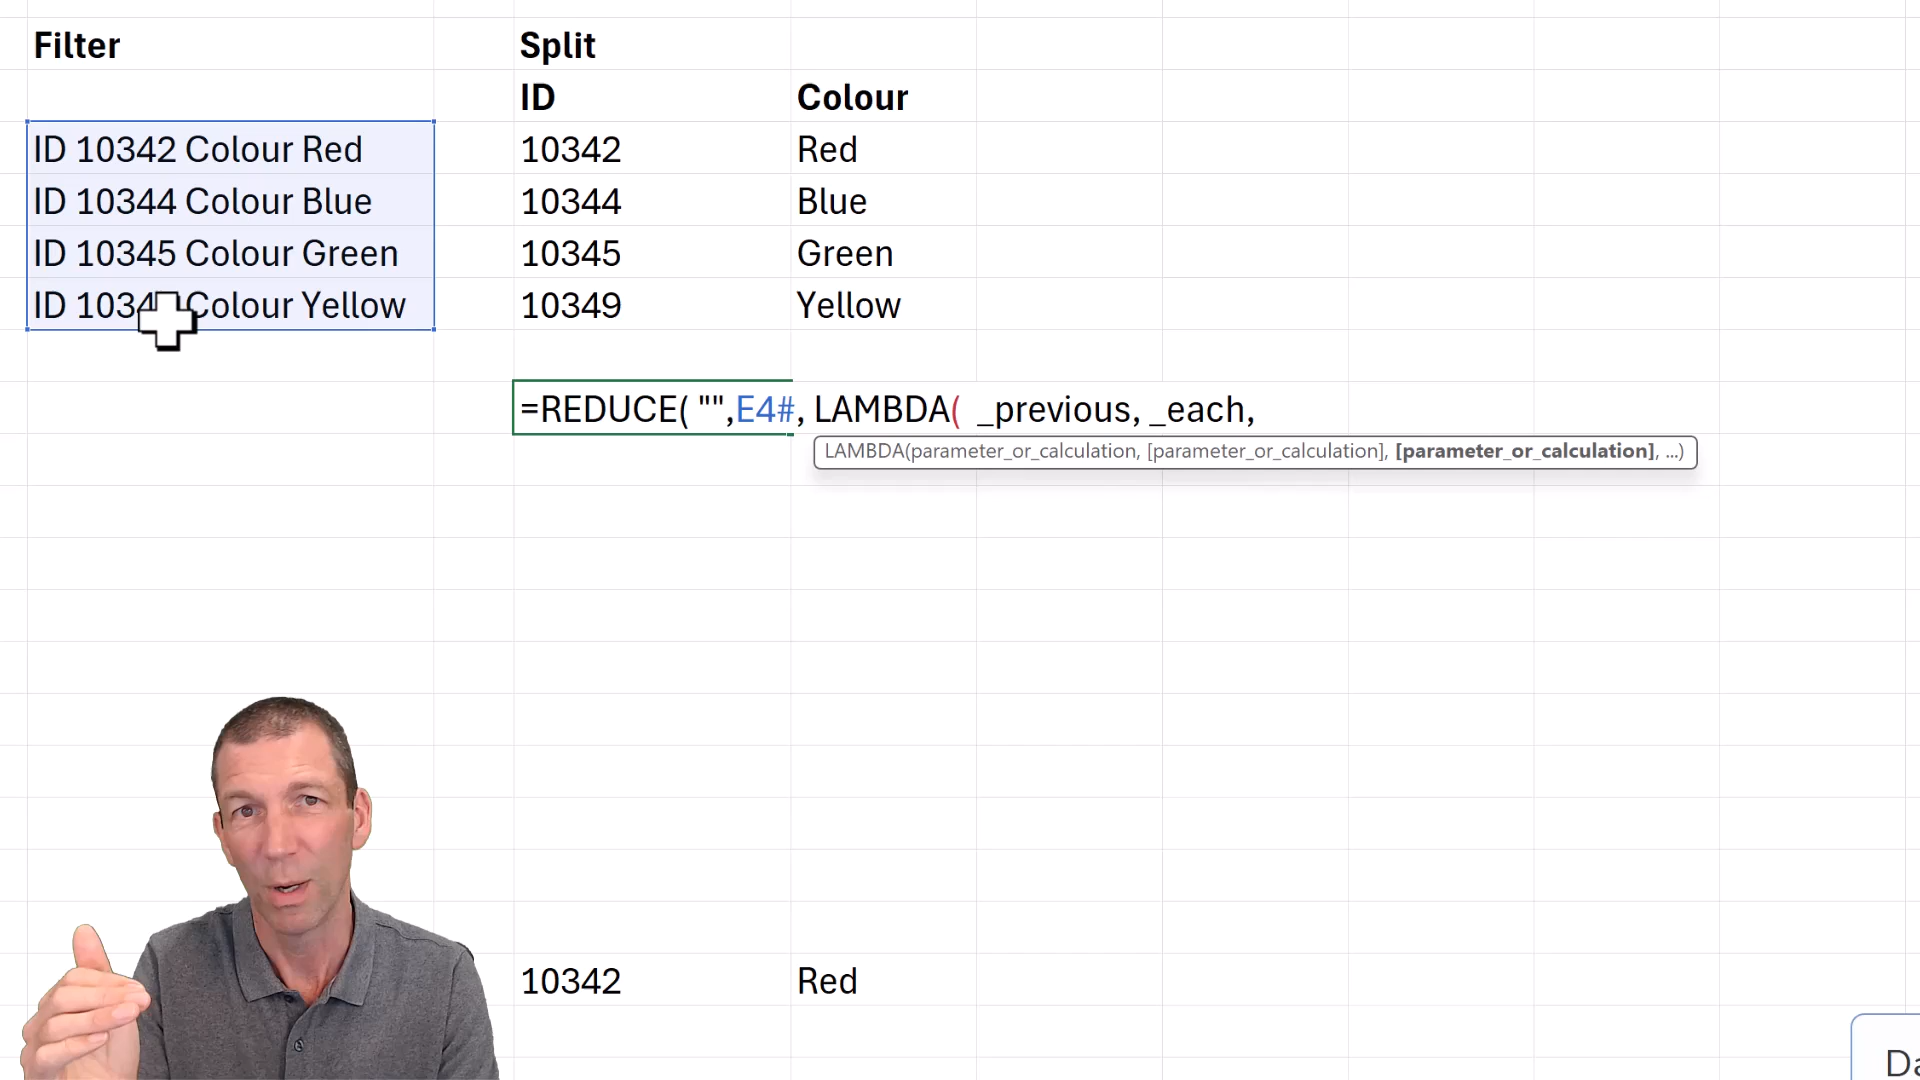 Filter
Split
ID
Colour
ID 10342 Colour Red
10342
Red
ID 10344 Colour Blue
10344
Blue
ID 10345 Colour Green
10345
Green
ID Colour Yellow
10349
Yellow
=REDUCE( "",E4#, LAMBDA( _previous, _each,
LAMBDA(parameter_or_calculation, [parameter_or_calculation], [parameter_or_calculation], ...)
10342
Red